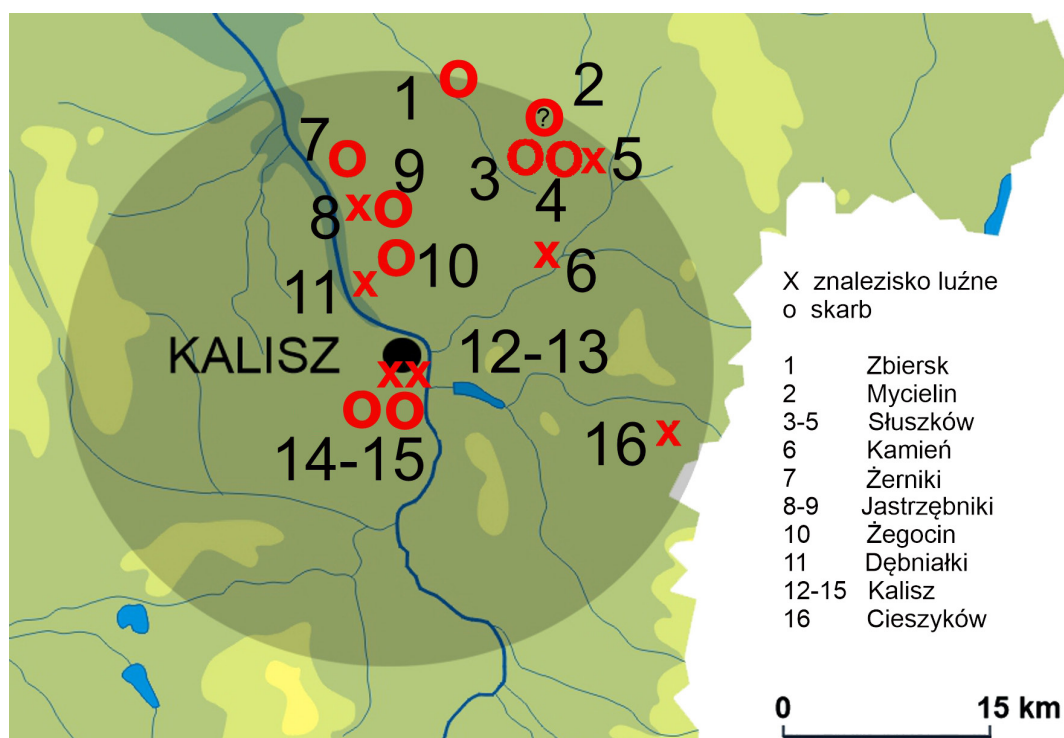 1
2
?
7
9
3
4
5
8
6
10
11
KALISZ
12-13
14-15
16
X znalezisko luźne
o skarb
1 Zbiersk
2 Mycielin
3-5 Słuszków
6 Kamień
7 Żerniki
8-9 Jastrzębniki
10 Żegocin
11 Dębniałki
12-15 Kalisz
16 Cieszyków
0 15 km